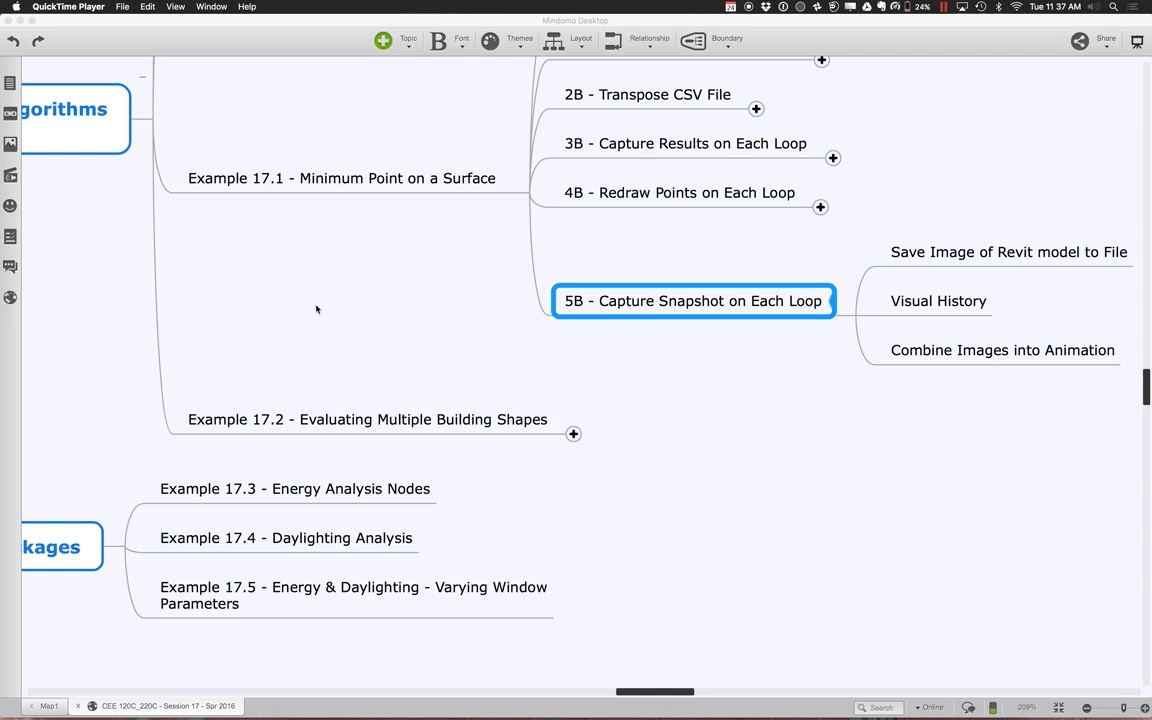 QuickTime Player File Edit View Window Help
24 24% Tue 11 37 AM
Mindomo Desktop
Topic B Font Themes Layout Relationship Boundary Share
gorithms
2B - Transpose CSV File
3B - Capture Results on Each Loop
Example 17.1 - Minimum Point on a Surface
4B - Redraw Points on Each Loop
Save Image of Revit model to File
5B - Capture Snapshot on Each Loop
Visual History
Combine Images into Animation
Example 17.2 - Evaluating Multiple Building Shapes
Example 17.3 - Energy Analysis Nodes
Example 17.4 - Daylighting Analysis
ckages
Example 17.5 - Energy & Daylighting - Varying Window
Parameters
x Map1 x CEE 120C_220C - Session 17 - Spr 2016 Search Online 209%